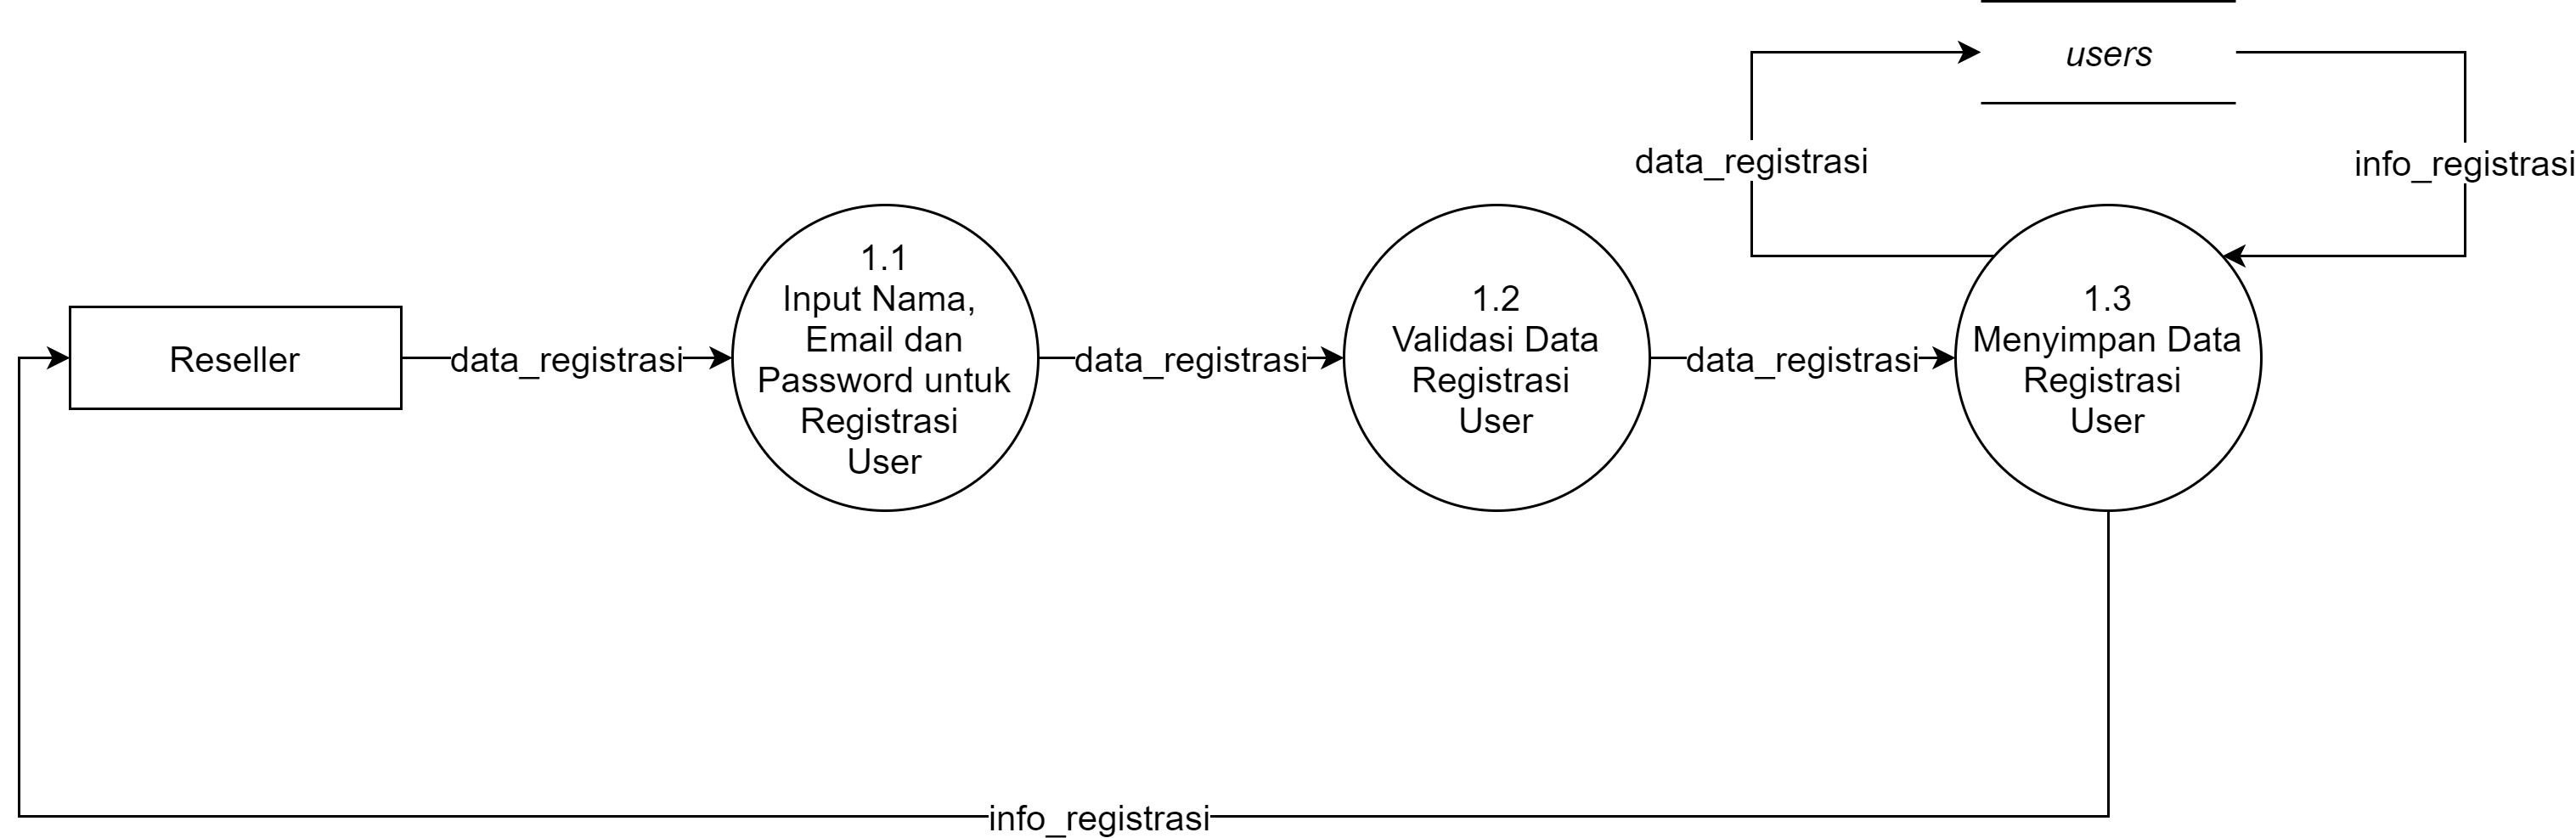 users
data_registrasi
info_registrasi
Reseller
data_registrasi
1.1
Input Nama,
Email dan
Password untuk
Registrasi
User
data_registrasi
1.2
Validasi Data
Registrasi
User
data_registrasi
1.3
Menyimpan Data
Registrasi
User
info_registrasi